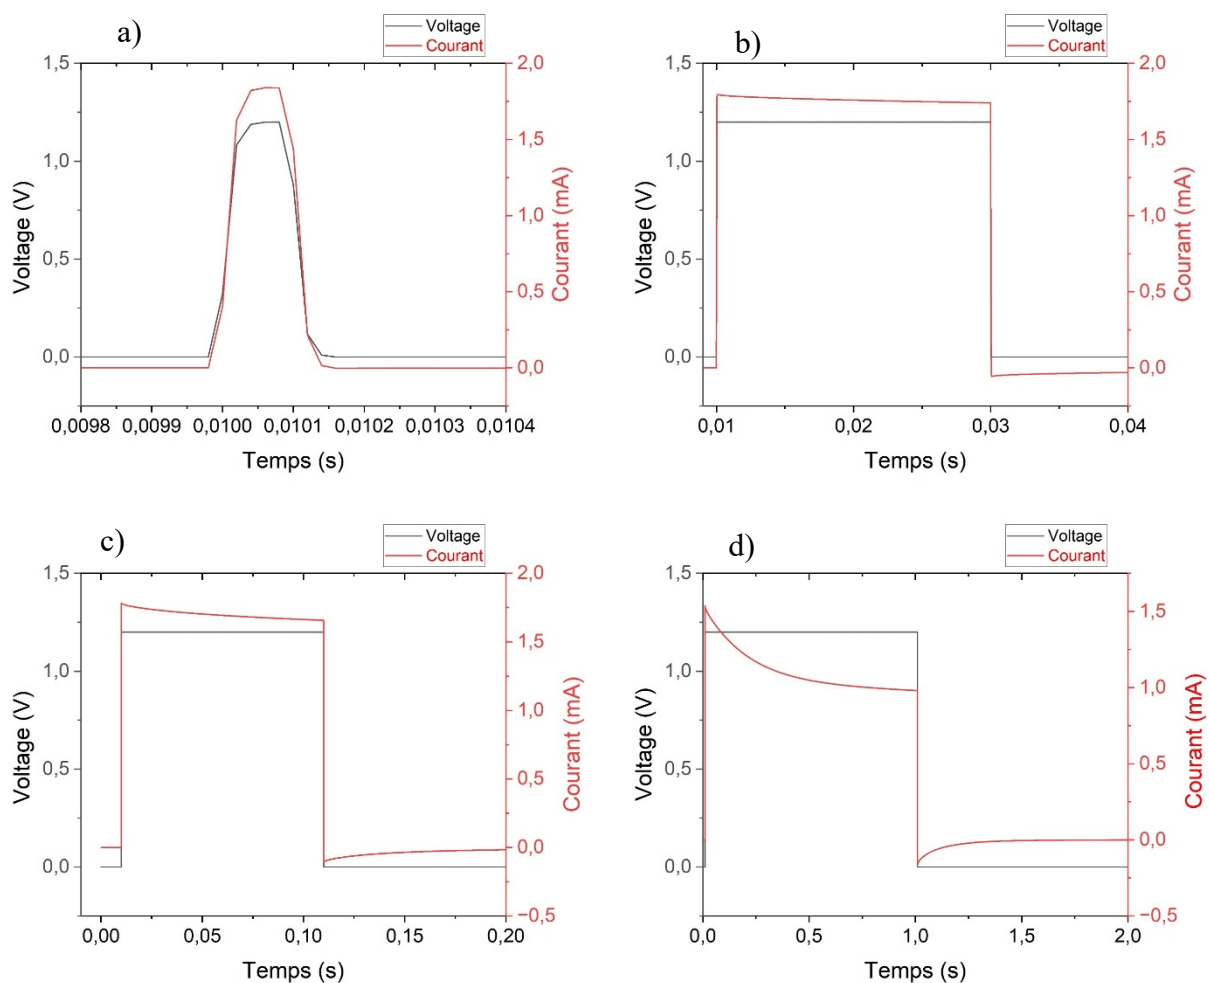 a)
Voltage
Courant
1,5
1,0
0,5
0,0
Voltage (V)
2,0
1,5
1,0
0,5
0,0
Courant (mA)
0,0098
0,0099
0,0100
0,0101
0,0102
0,0103
0,0104
Temps (s)
b)
Voltage
Courant
1,5
1,0
0,5
0,0
Voltage (V)
2,0
1,5
1,0
0,5
0,0
Courant (mA)
0,01
0,02
0,03
0,04
Temps (s)
c)
Voltage
Courant
1,5
1,0
0,5
0,0
Voltage (V)
2,0
1,5
1,0
0,5
0,0
−0,5
Courant (mA)
0,00
0,05
0,10
0,15
0,20
Temps (s)
d)
Voltage
Courant
1,5
1,0
0,5
0,0
Voltage (V)
1,5
1,0
0,5
0,0
−0,5
Courant (mA)
0,0
0,5
1,0
1,5
2,0
Temps (s)